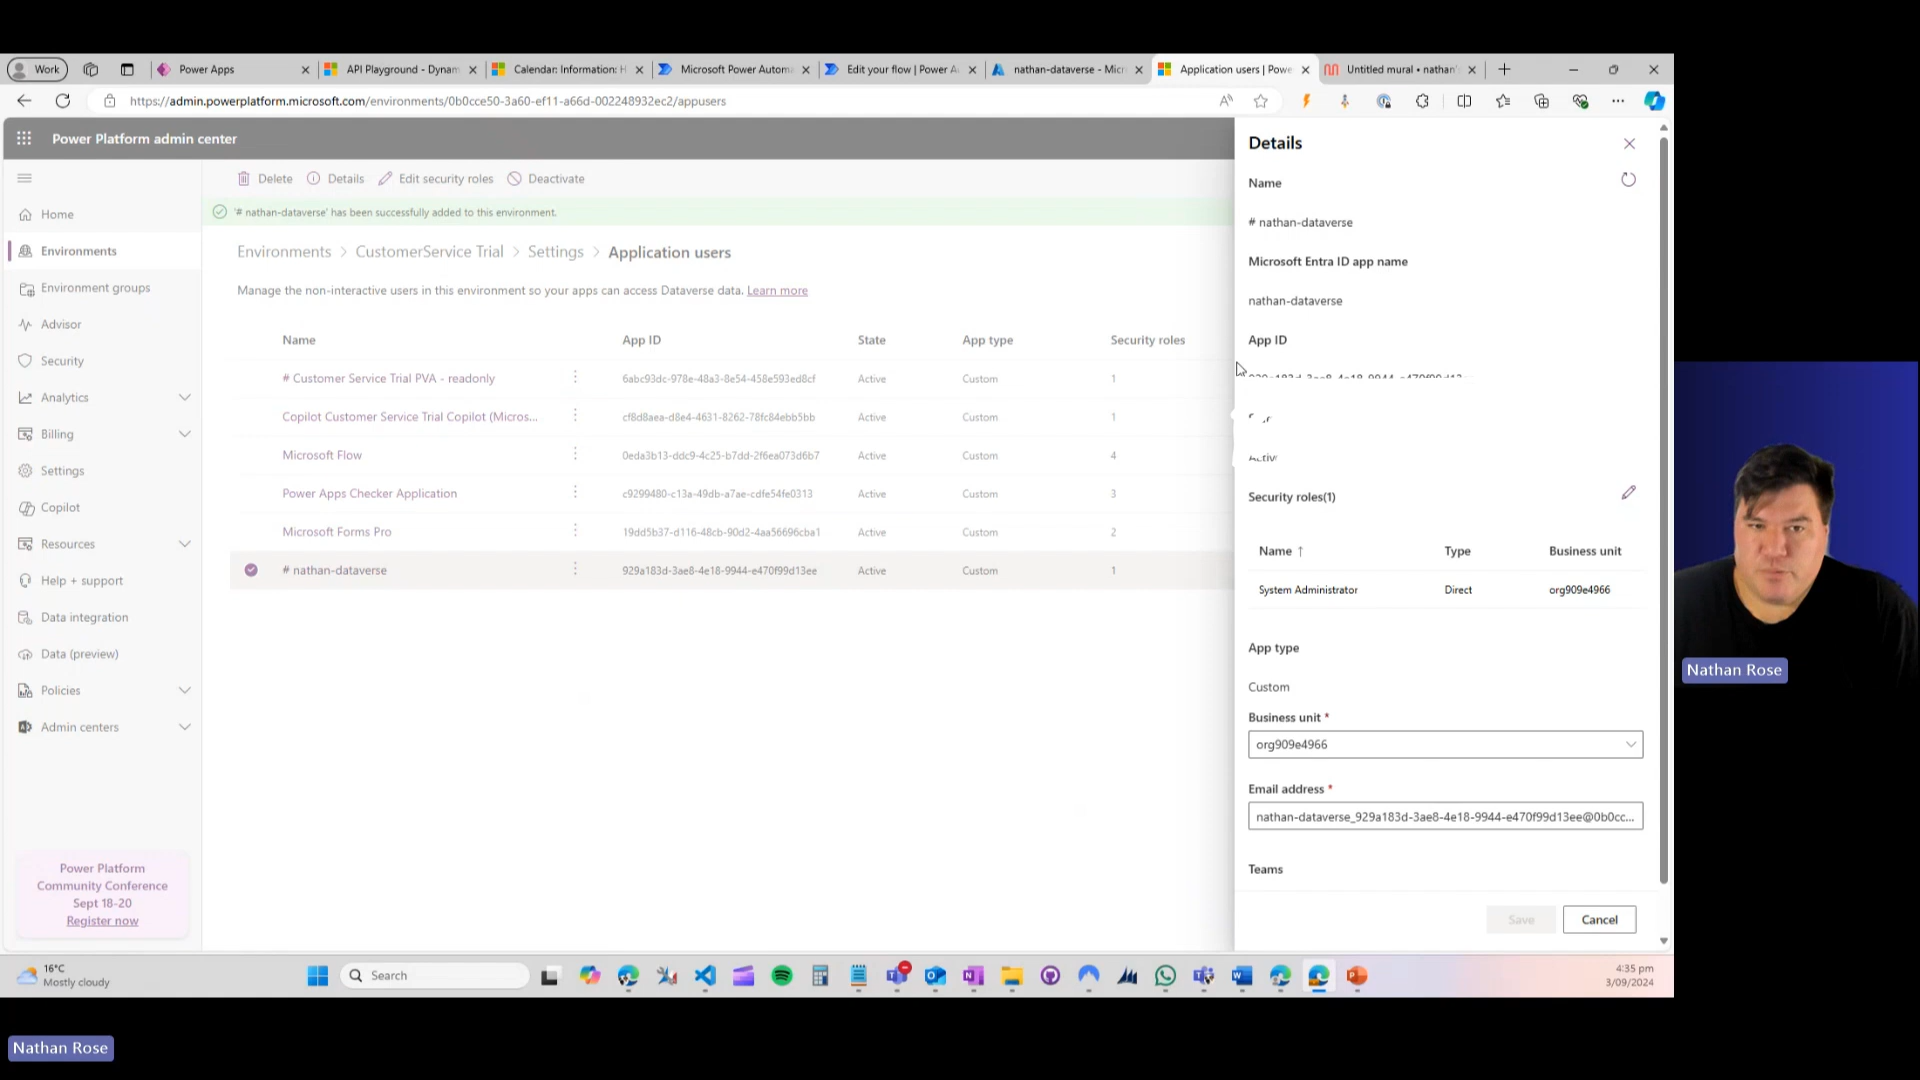 Work
Power Apps
API Playground - Dynam
Calendar: Information: H
Microsoft Power Automa
Edit your flow | Power Au
nathan-dataverse - Micr
Application users | Powe
Untitled mural • nathan's
https://admin.powerplatform.microsoft.com/environments/0b0cce50-3a60-ef11-a66d-002248932ec2/appusers
Power Platform admin center
Home
Environments
Environment groups
Advisor
Security
Analytics
Billing
Settings
Copilot
Resources
Help + support
Data integration
Data (preview)
Policies
Admin centers
Power Platform
Community Conference
Sept 18-20
Register now
Delete
Details
Edit security roles
Deactivate
'# nathan-dataverse' has been successfully added to this environment.
Environments > CustomerService Trial > Settings > Application users
Manage the non-interactive users in this environment so your apps can access Dataverse data. Learn more
Name App ID State App type Security roles
# Customer Service Trial PVA - readonly 6abc93dc-978e-48a3-8e54-458e593ed8cf Active Custom 1
Copilot Customer Service Trial Copilot (Micros... cf8d8aea-d8e4-4631-8262-78fc84ebb5bb Active Custom 1
Microsoft Flow 0eda3b13-ddc9-4c25-b7dd-2f6ea073d6b7 Active Custom 4
Power Apps Checker Application c9299480-c13a-49db-a7ae-cdfe54fe0313 Active Custom 3
Microsoft Forms Pro 19dd5b37-d116-48cb-90d2-4aa56696cba1 Active Custom 2
# nathan-dataverse 929a183d-3ae8-4e18-9944-e470f99d13ee Active Custom 1
Details
Name
# nathan-dataverse
Microsoft Entra ID app name
nathan-dataverse
App ID
Security roles(1)
Name ↑ Type Business unit
System Administrator Direct org909e4966
App type
Custom
Business unit *
org909e4966
Email address *
nathan-dataverse_929a183d-3ae8-4e18-9944-e470f99d13ee@0b0cc...
Teams
Save
Cancel
16°C
Mostly cloudy
Search
4:35 pm
3/09/2024
Nathan Rose
Nathan Rose